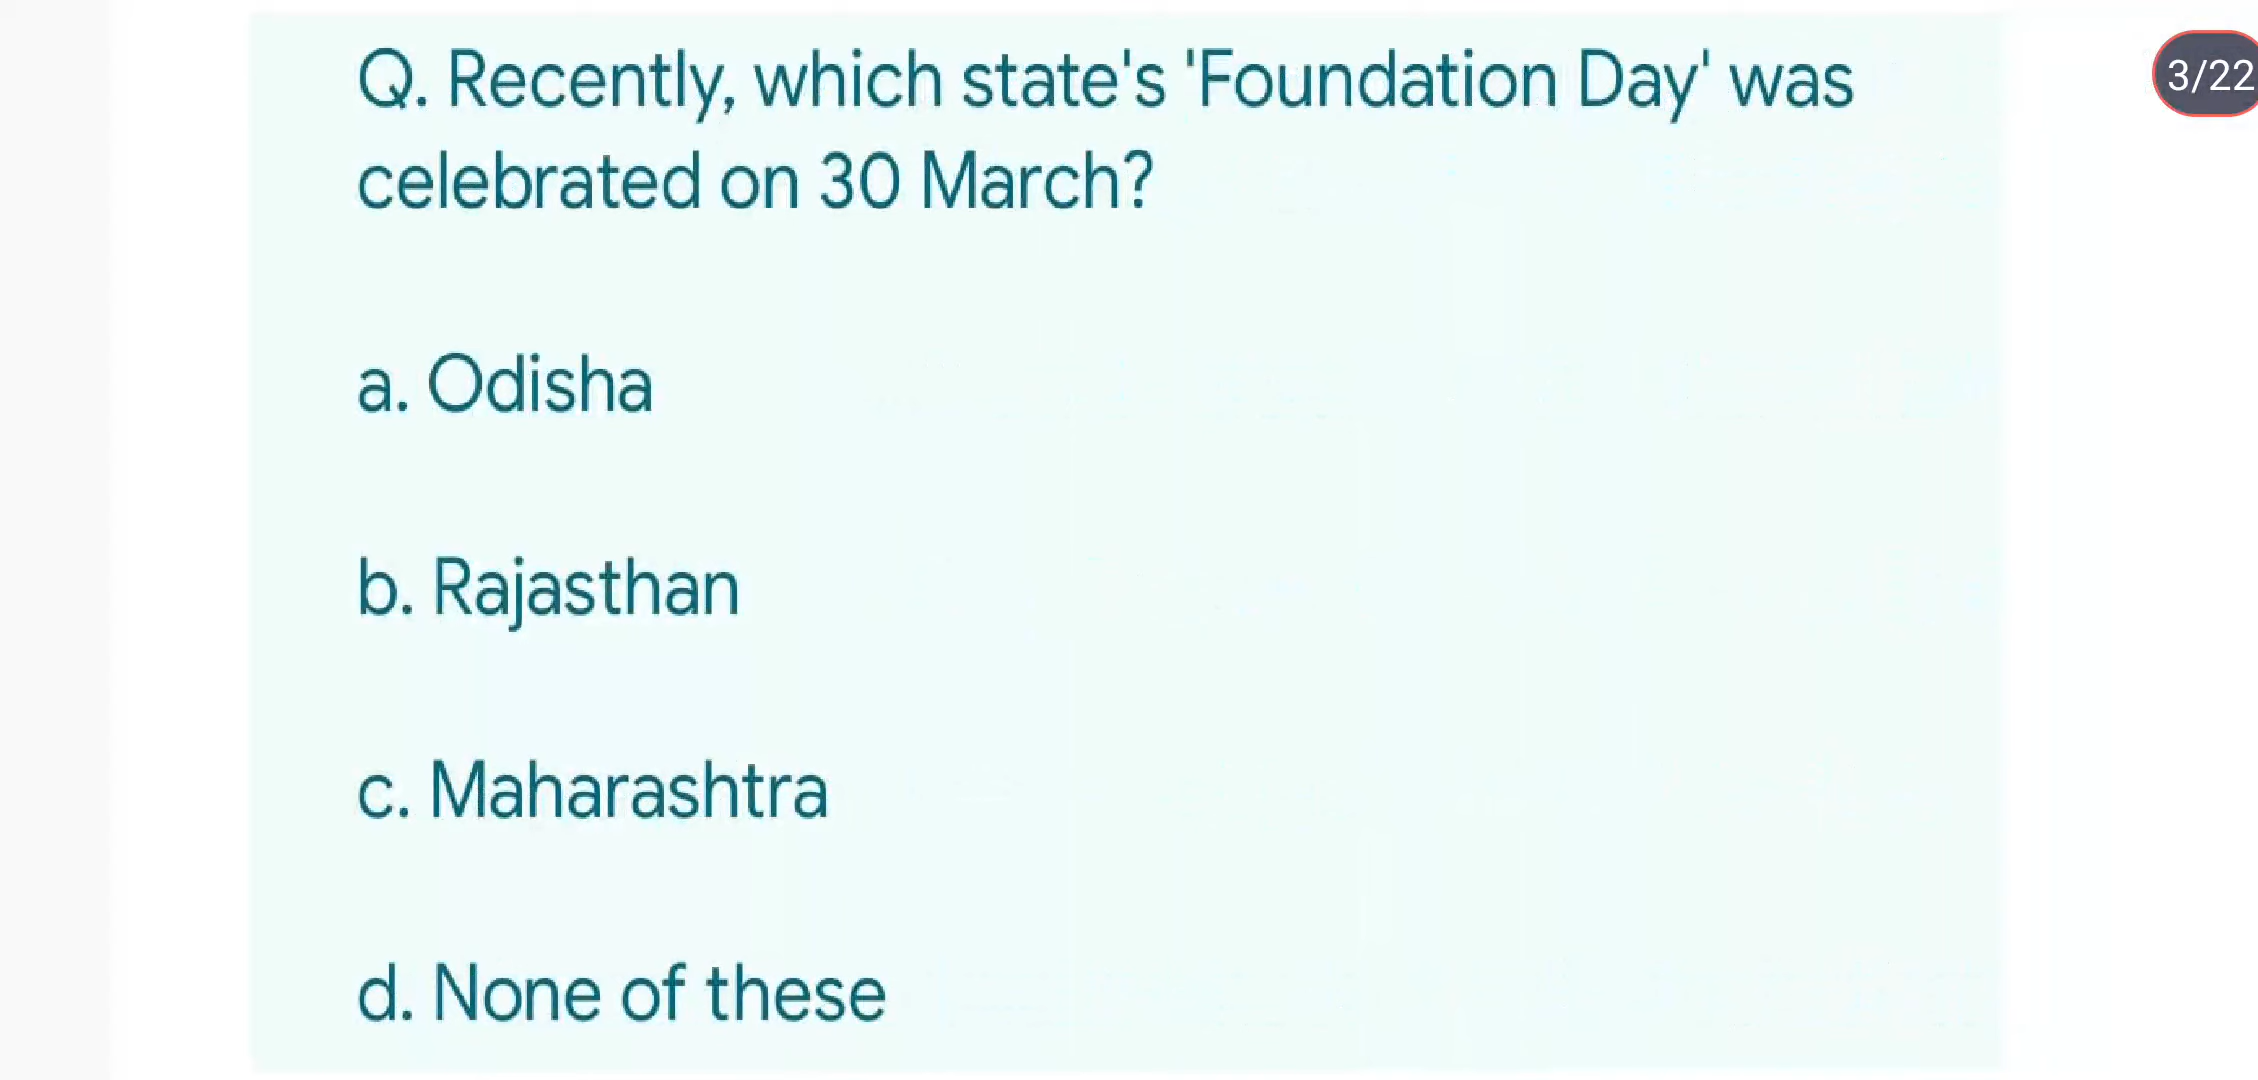 Q. Recently, which state's 'Foundation Day' was
3/22
celebrated on 30 March?
a. Odisha
b. Rajasthan
c. Maharashtra
d. None of these